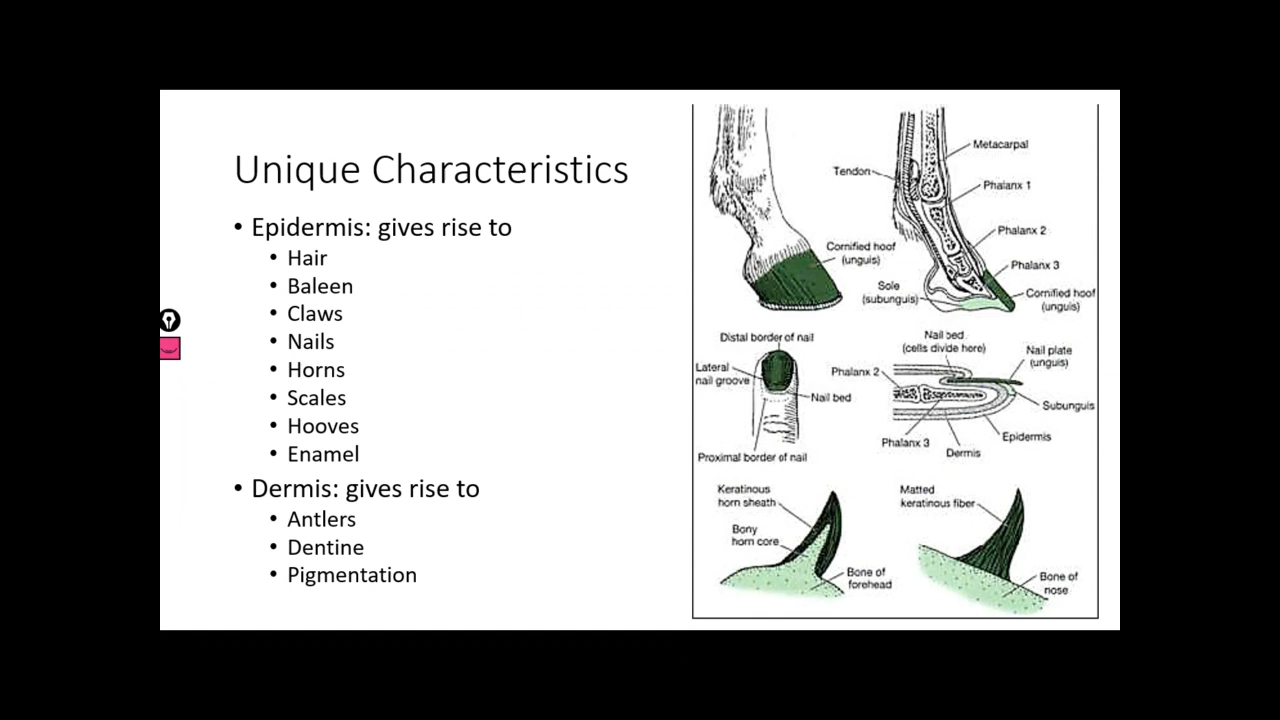 Unique Characteristics
• Epidermis: gives rise to
• Hair
• Baleen
• Claws
• Nails
• Horns
• Scales
• Hooves
• Enamel
• Dermis: gives rise to
• Antlers
• Dentine
• Pigmentation
Metacarpal
Tendon
Phalanx 1
Phalanx 2
Cornified hoof
(unguis)
Phalanx 3
Sole
(subunguis)
Cornified hoof
(unguis)
Distal border of nail
Lateral
nail groove
Nail bed
Proximal border of nail
Nail bed
(cells divide here)
Nail plate
(unguis)
Phalanx 2
Subunguis
Phalanx 3
Epidermis
Dermis
Keratinous
horn sheath
Bony
horn core
Bone of
forehead
Matted
keratinous fiber
Bone of
nose